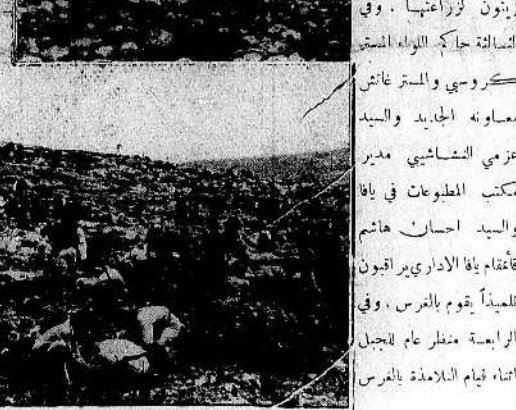 زيتون لزراعتها . وفي
الثالثة حاكم اللواء المستر
كروسبي والمستر غاتش
معاونه الجديد والسيد
عزمي النشاشيبي مدير
مكتب المطبوعات في يافا
والسيد احسان هاشم
قائمقام يافا الاداري يراقبون
تلميذاً يقوم بالغرس . وفي
الرابعة منظر عام للجبل
اثناء قيام التلامذة بالغرس